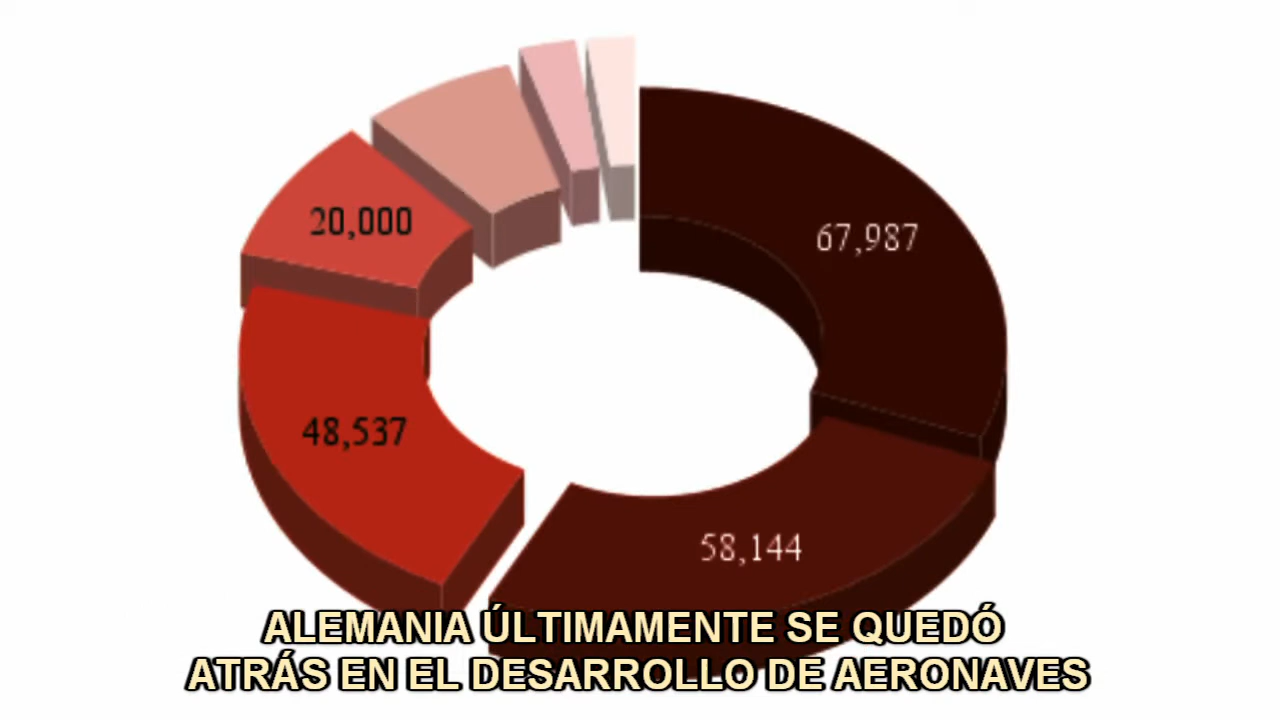 20,000
67,987
48,537
58,144
ALEMANIA ÚLTIMAMENTE SE QUEDÓ
ATRÁS EN EL DESARROLLO DE AERONAVES